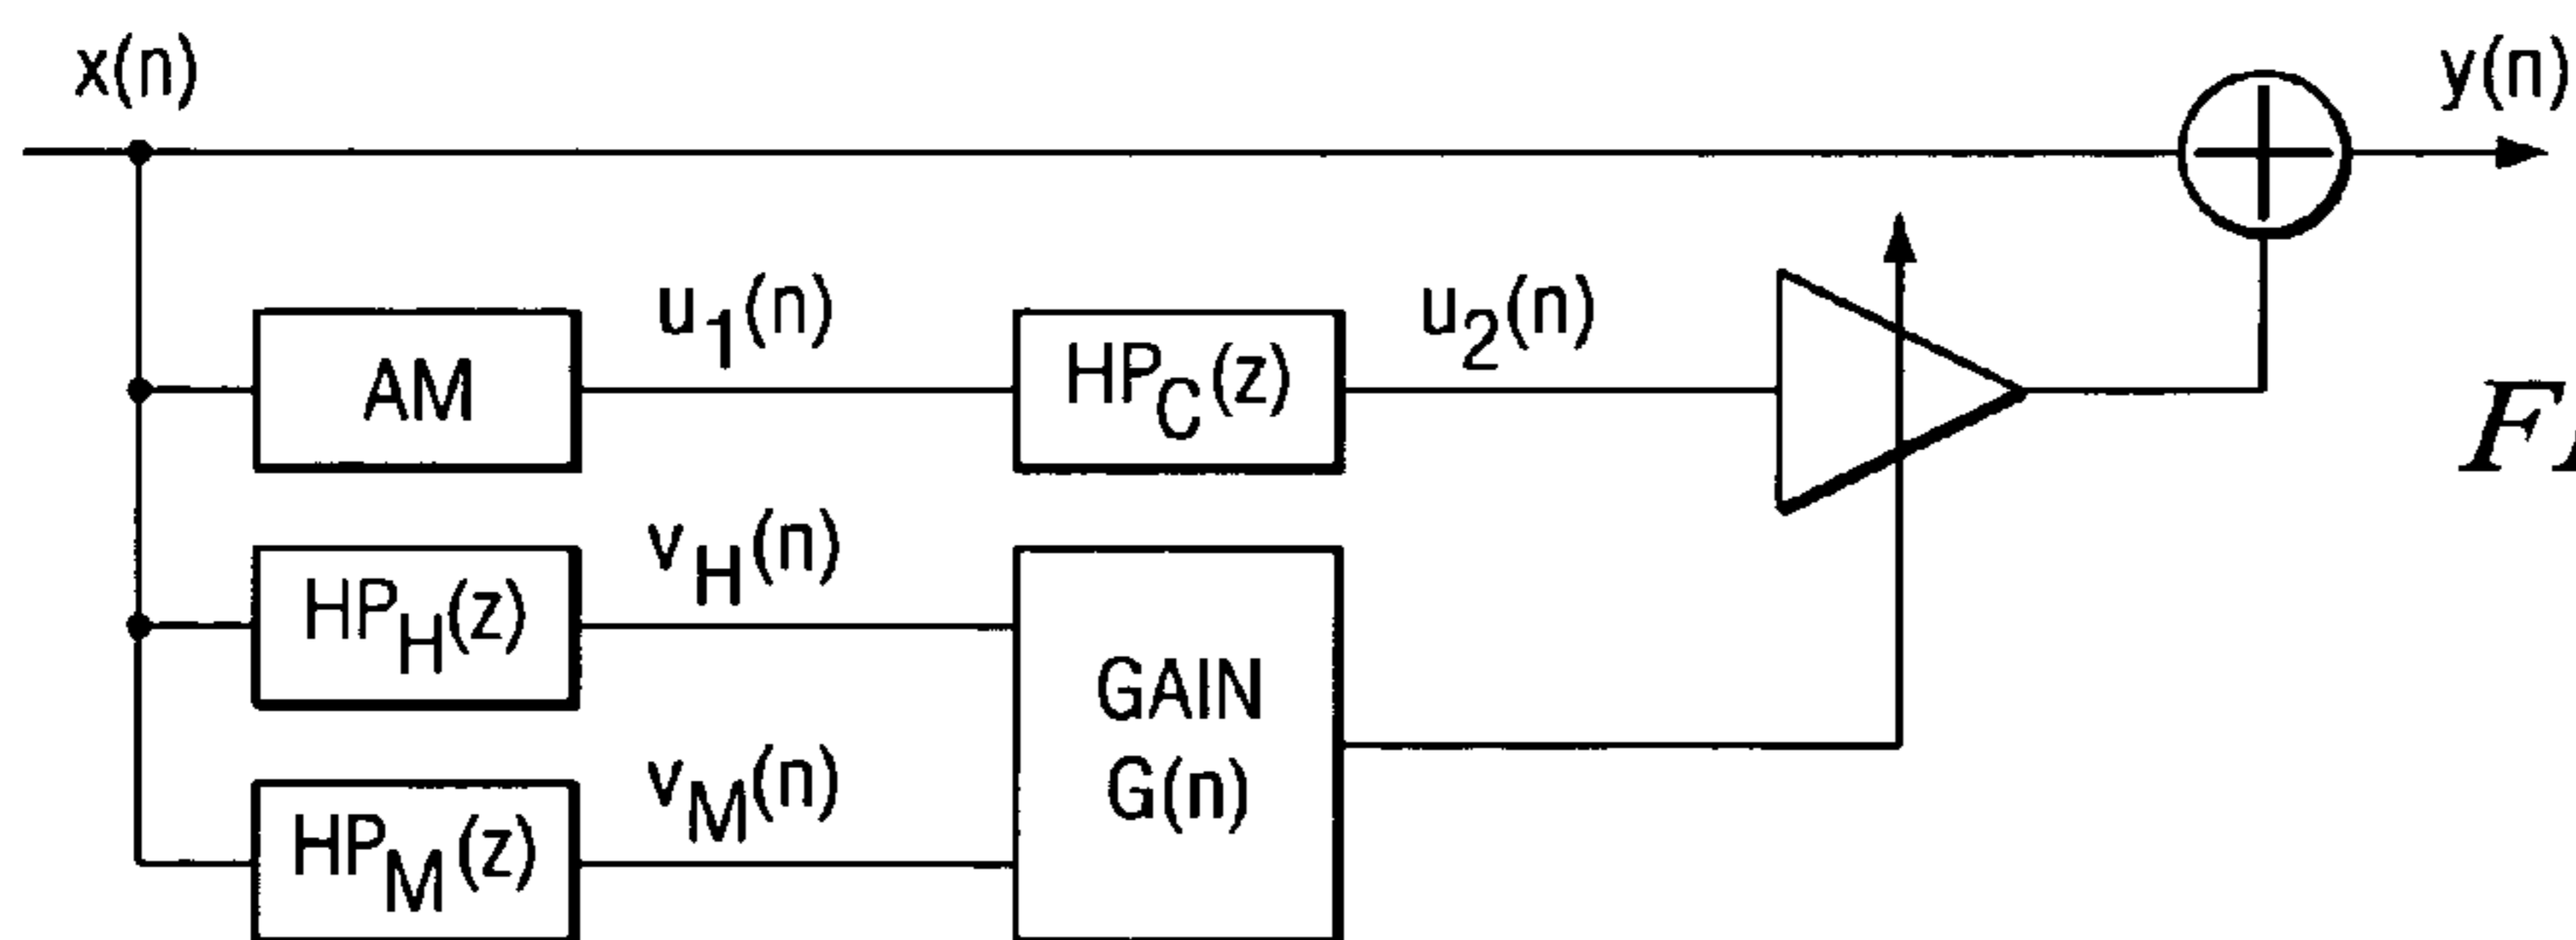 x(n)
y(n)
AM
u1(n)
HPC(z)
u2(n)
HPH(z)
vH(n)
GAIN
G(n)
HPM(z)
vM(n)